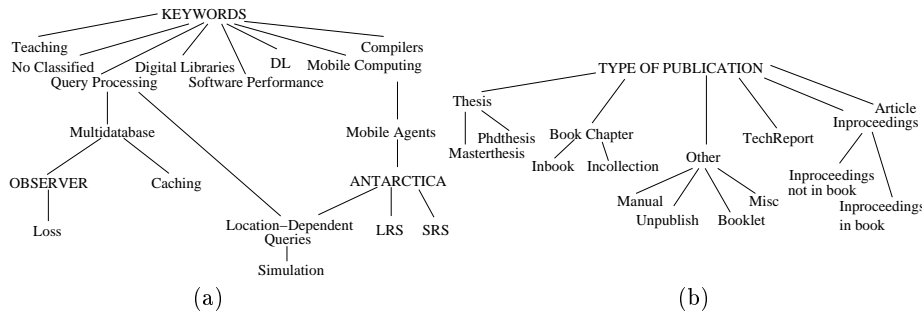 KEYWORDS
Teaching
Compilers
No Classified
Digital Libraries
DL
Mobile Computing
Query Processing
Software Performance
Multidatabase
Mobile Agents
OBSERVER
Caching
ANTARCTICA
Loss
Location-Dependent
Queries
LRS
SRS
Simulation
(a)
TYPE OF PUBLICATION
Thesis
Article
Inproceedings
Phdthesis
Masterthesis
Book Chapter
TechReport
Inbook
Incollection
Other
Inproceedings
not in book
Manual
Misc
Unpublish
Booklet
Inproceedings
in book
(b)